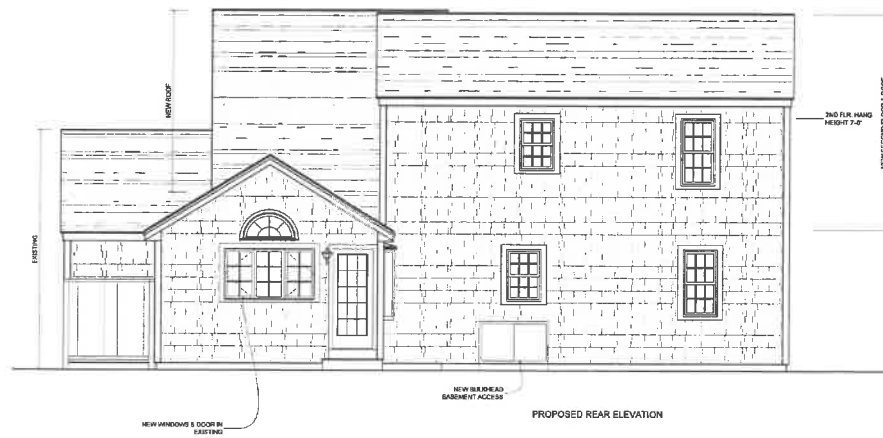 NEW ROOF
2ND FLR. HANG
HEIGHT 7'-6"
EXISTING
NEW BULKHEAD
BASEMENT ACCESS
PROPOSED REAR ELEVATION
NEW WINDOWS & DOOR IN
EXISTING